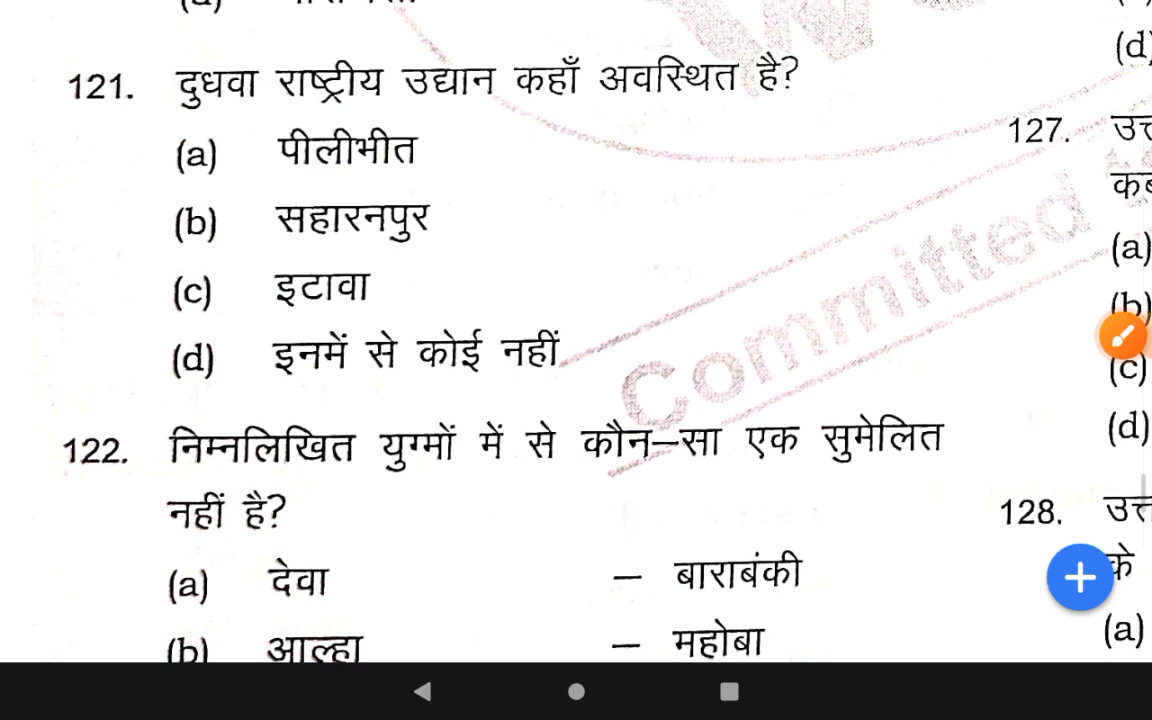 (a)
121. दुधवा राष्ट्रीय उद्यान कहाँ अवस्थित है?
(a) पीलीभीत
(b) सहारनपुर
(c) इटावा
(d) इनमें से कोई नहीं
122. निम्नलिखित युग्मों में से कौन–सा एक सुमेलित
नहीं है?
(a) देवा – बाराबंकी
(b) आल्हा – महोबा
(d)
127.
(a)
(b)
(c)
(d)
128.
के
(a)
Committed